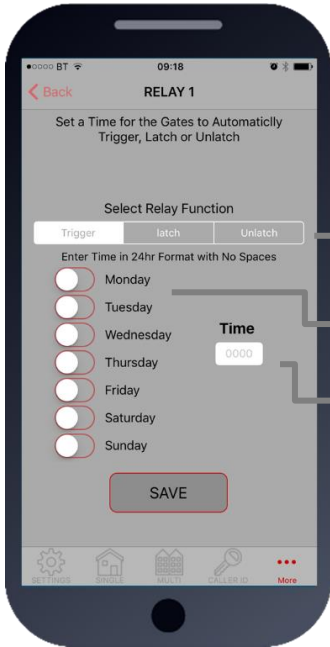 BT 09:18
Back RELAY 1
Set a Time for the Gates to Automaticlly
Trigger, Latch or Unlatch
Select Relay Function
Trigger latch Unlatch
Enter Time in 24hr Format with No Spaces
Monday
Tuesday
Wednesday
Thursday
Friday
Saturday
Sunday
Time
0000
SAVE
SETTINGS SINGLE MULTI CALLER ID More